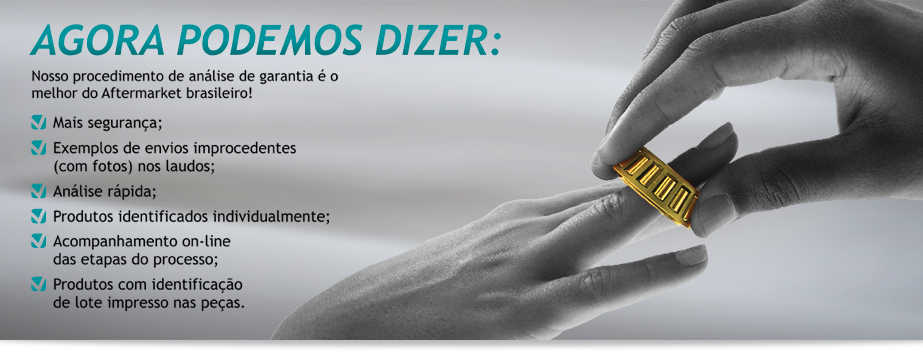 AGORA PODEMOS DIZER:
Nosso procedimento de análise de garantia é o
melhor do Aftermarket brasileiro!
Mais segurança;
Exemplos de envios improcedentes
(com fotos) nos laudos;
Análise rápida;
Produtos identificados individualmente;
Acompanhamento on-line
das etapas do processo;
Produtos com identificação
de lote impresso nas peças.